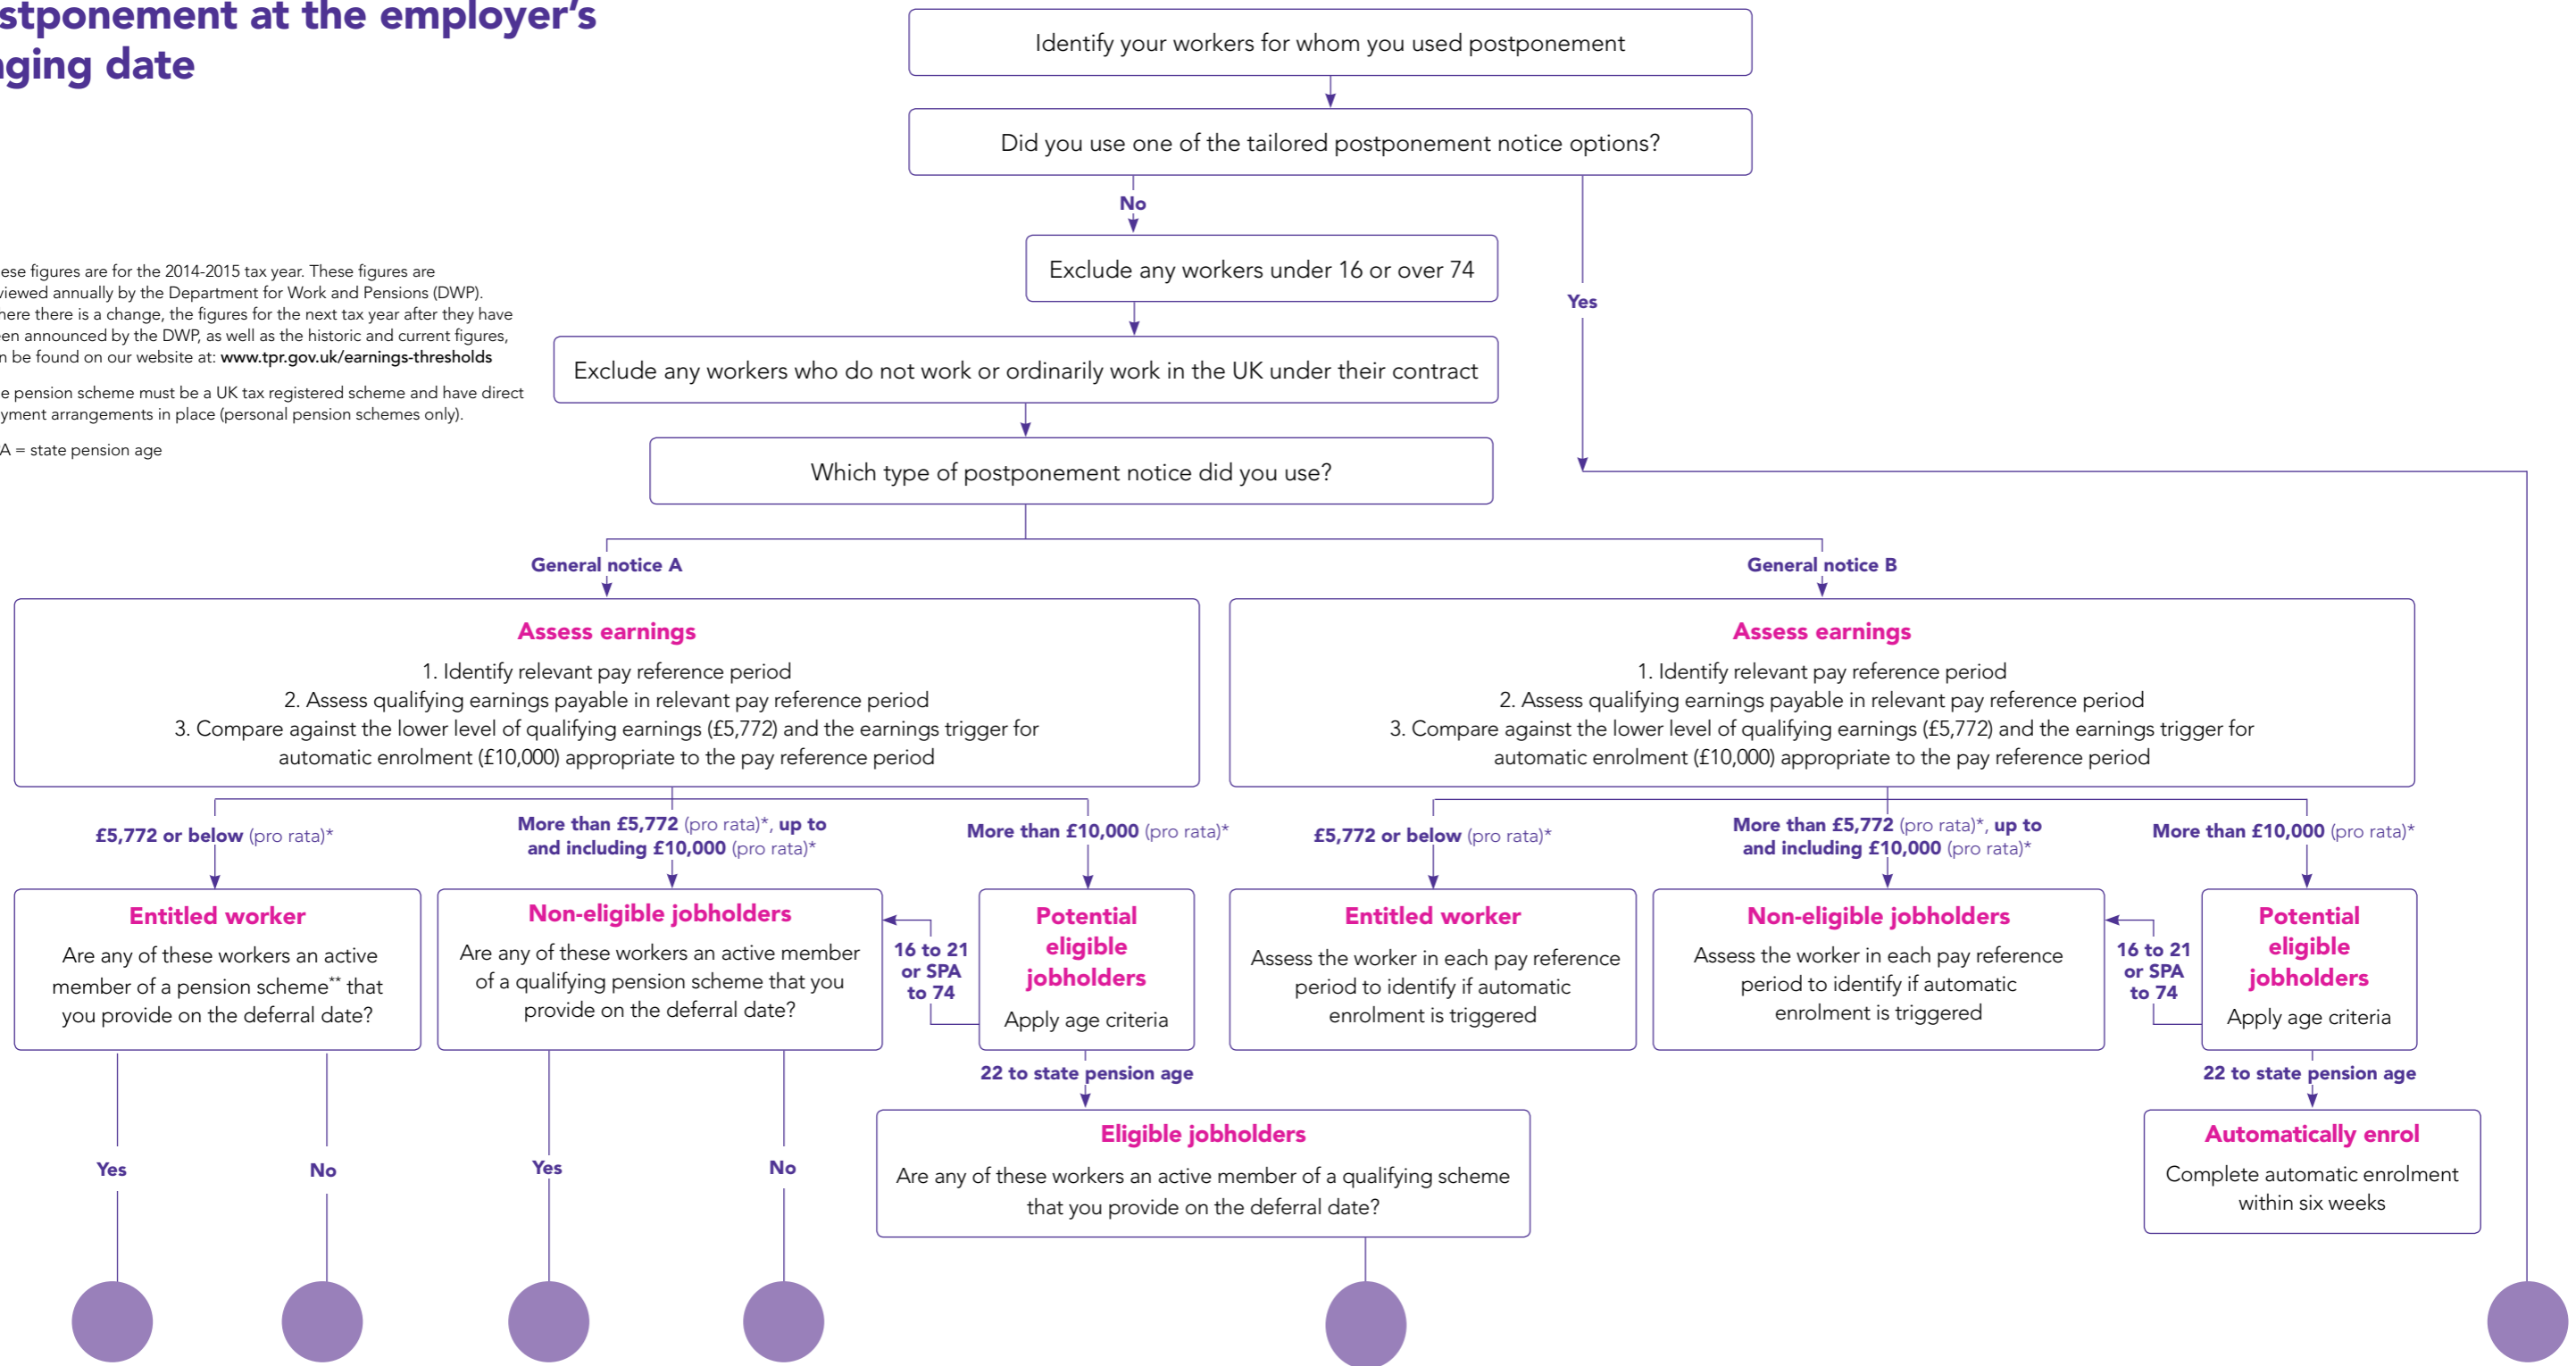 stponement at the employer's
ging date
ese figures are for the 2014-2015 tax year. These figures are
viewed annually by the Department for Work and Pensions (DWP).
here there is a change, the figures for the next tax year after they have
en announced by the DWP, as well as the historic and current figures,
n be found on our website at: www.tpr.gov.uk/earnings-thresholds
e pension scheme must be a UK tax registered scheme and have direct
yment arrangements in place (personal pension schemes only).
A = state pension age
Identify your workers for whom you used postponement
Did you use one of the tailored postponement notice options?
No
Yes
Exclude any workers under 16 or over 74
Exclude any workers who do not work or ordinarily work in the UK under their contract
Which type of postponement notice did you use?
General notice A
Assess earnings
1. Identify relevant pay reference period
2. Assess qualifying earnings payable in relevant pay reference period
3. Compare against the lower level of qualifying earnings (£5,772) and the earnings trigger for
automatic enrolment (£10,000) appropriate to the pay reference period
£5,772 or below (pro rata)*
More than £5,772 (pro rata)*, up to
and including £10,000 (pro rata)*
More than £10,000 (pro rata)*
Entitled worker
Are any of these workers an active
member of a pension scheme** that
you provide on the deferral date?
Yes
No
Non-eligible jobholders
Are any of these workers an active member
of a qualifying pension scheme that you
provide on the deferral date?
Yes
No
16 to 21
or SPA
to 74
Potential
eligible
jobholders
Apply age criteria
22 to state pension age
Eligible jobholders
Are any of these workers an active member of a qualifying scheme
that you provide on the deferral date?
General notice B
Assess earnings
1. Identify relevant pay reference period
2. Assess qualifying earnings payable in relevant pay reference period
3. Compare against the lower level of qualifying earnings (£5,772) and the earnings trigger for
automatic enrolment (£10,000) appropriate to the pay reference period
£5,772 or below (pro rata)*
More than £5,772 (pro rata)*, up to
and including £10,000 (pro rata)*
More than £10,000 (pro rata)*
Entitled worker
Assess the worker in each pay reference
period to identify if automatic
enrolment is triggered
Non-eligible jobholders
Assess the worker in each pay reference
period to identify if automatic
enrolment is triggered
16 to 21
or SPA
to 74
Potential
eligible
jobholders
Apply age criteria
22 to state pension age
Automatically enrol
Complete automatic enrolment
within six weeks